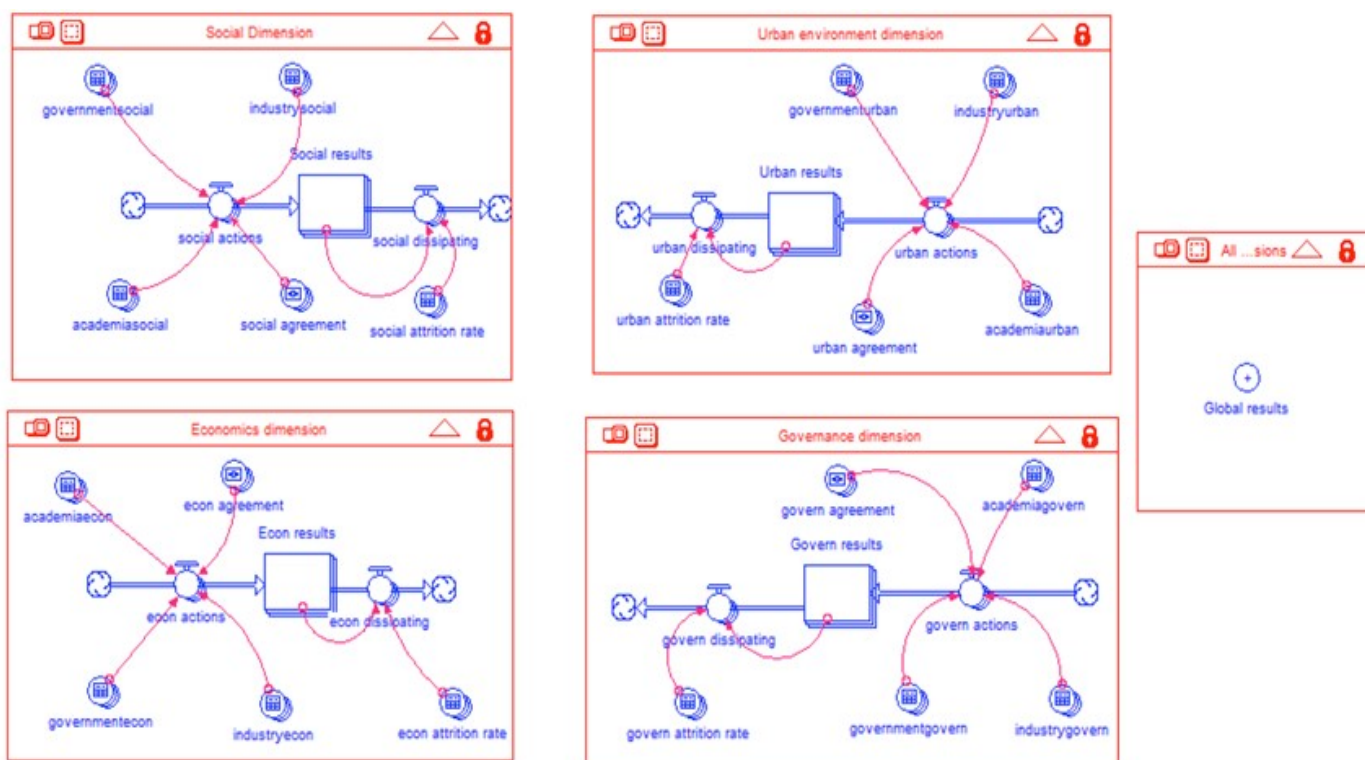 Social Dimension
governmentsocial
industrysocial
Social results
social actions
social dissipating
academiasocial
social agreement
social attrition rate
Urban environment dimension
governmenturban
industryurban
Urban results
urban dissipating
urban actions
urban attrition rate
urban agreement
academiaurban
All ...sions
Global results
Economics dimension
academiaecon
econ agreement
Econ results
econ actions
econ dissipating
governmentecon
industryecon
econ attrition rate
Governance dimension
govern agreement
academiagovern
Govern results
govern dissipating
govern actions
govern attrition rate
governmentgovern
industrygovern